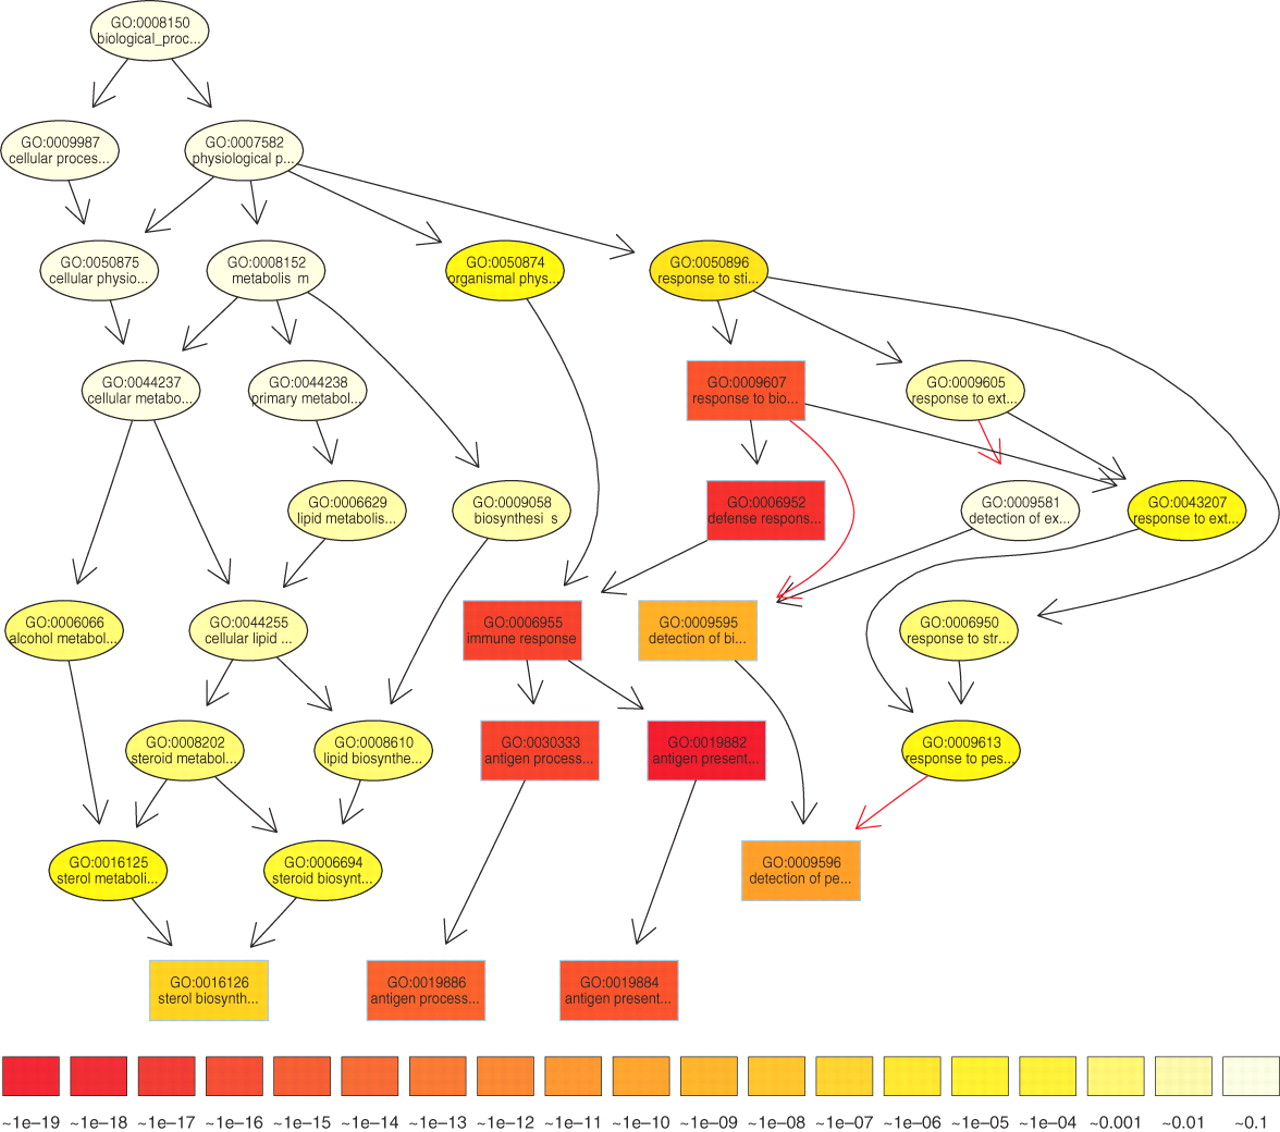 GO:0008150
biological_proc...
GO:0009987
cellular proces...
GO:0007582
physiological p...
GO:0050875
cellular physio...
GO:0008152
metabolis m
GO:0050874
organismal phys...
GO:0050896
response to sti...
GO:0044237
cellular metabo...
GO:0044238
primary metabol...
GO:0009607
response to bio...
GO:0009605
response to ext...
GO:0006629
lipid metabolis...
GO:0009058
biosynthesi s
GO:0006952
defense respons...
GO:0009581
detection of ex...
GO:0043207
response to ext...
GO:0006066
alcohol metabol...
GO:0044255
cellular lipid ...
GO:0006955
immune response
GO:0009595
detection of bi...
GO:0006950
response to str...
GO:0008202
steroid metabol...
GO:0008610
lipid biosynthe...
GO:0030333
antigen process...
GO:0019882
antigen present...
GO:0009613
response to pes...
GO:0016125
sterol metaboli...
GO:0006694
steroid biosynt...
GO:0009596
detection of pe...
GO:0016126
sterol biosynth...
GO:0019886
antigen process...
GO:0019884
antigen present...
~1e−19 ~1e−18 ~1e−17 ~1e−16 ~1e−15 ~1e−14 ~1e−13 ~1e−12 ~1e−11 ~1e−10 ~1e−09 ~1e−08 ~1e−07 ~1e−06 ~1e−05 ~1e−04 ~0.001 ~0.01 ~0.1